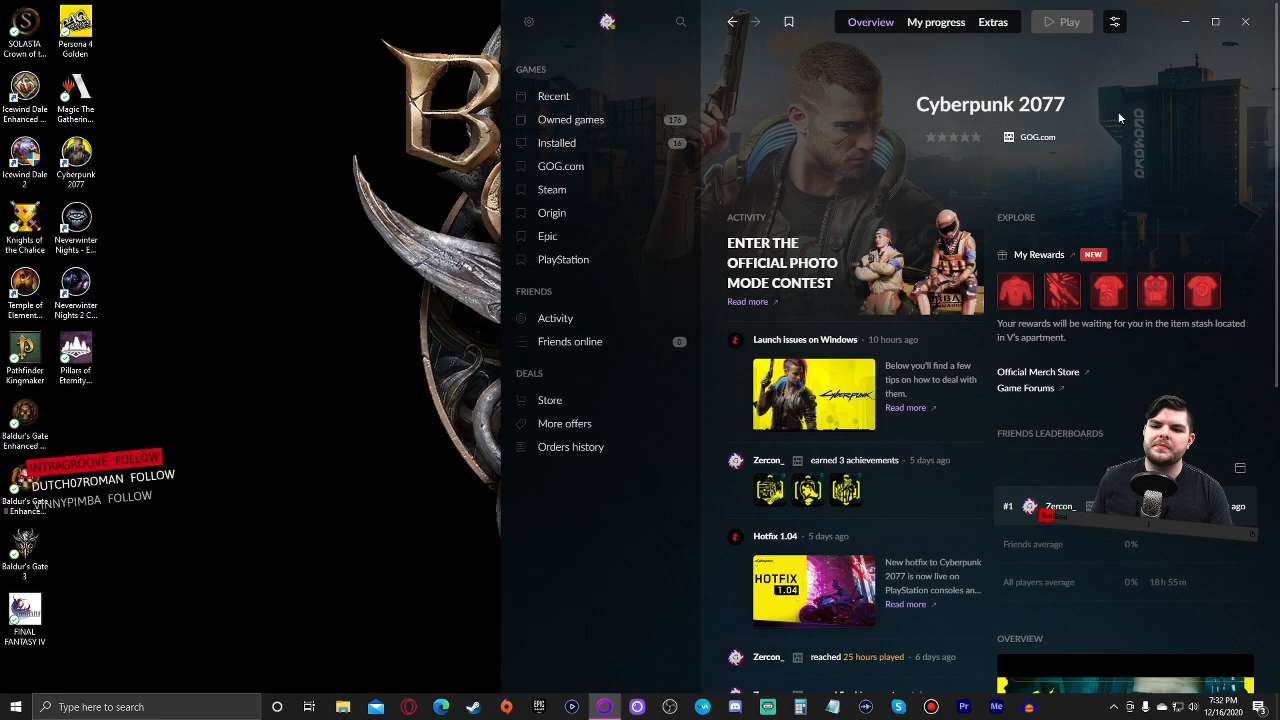 SOLASTA
Crown of t...
Persona 4
Golden
Icewind Dale
Enhanced ...
Magic The
Gatherin...
Icewind Dale
2
Cyberpunk
2077
Knights of
the Chalice
Neverwinter
Nights - E...
Temple of
Element...
Neverwinter
Nights 2 C...
Pathfinder
Kingmaker
Pillars of
Eternity...
Baldur's Gate
Enhanced ...
Baldur's Gate
II Enhance...
Baldur's Gate
3
FINAL
FANTASY IV
INTRAGROOVE FOLLOW
DUTCH07ROMAN FOLLOW
VINNYPIMBA FOLLOW
B
GAMES
Recent
Owned games 176
Installed 16
GOG.com
Steam
Origin
Epic
PlayStation
FRIENDS
Activity
Friends online 0
DEALS
Store
More offers
Orders history
Overview My progress Extras Play
Cyberpunk 2077
GOG.com
ARASAKA
ACTIVITY
ENTER THE
OFFICIAL PHOTO
MODE CONTEST
Read more
Launch issues on Windows · 10 hours ago
Cyberpunk
Below you'll find a few
tips on how to deal with
them.
Read more
Zercon_ earned 3 achievements · 5 days ago
Hotfix 1.04 · 5 days ago
HOTFIX
1.04
New hotfix to Cyberpunk
2077 is now live on
PlayStation consoles an...
Read more
Zercon_ reached 25 hours played · 6 days ago
EXPLORE
My Rewards NEW
Your rewards will be waiting for you in the item stash located
in V's apartment.
Official Merch Store
Game Forums
FRIENDS LEADERBOARDS
#1 Zercon_ ago
Sub Goal
15
Friends average 0%
All players average 0% 18 h 55 m
OVERVIEW
Type here to search
7:32 PM
12/16/2020